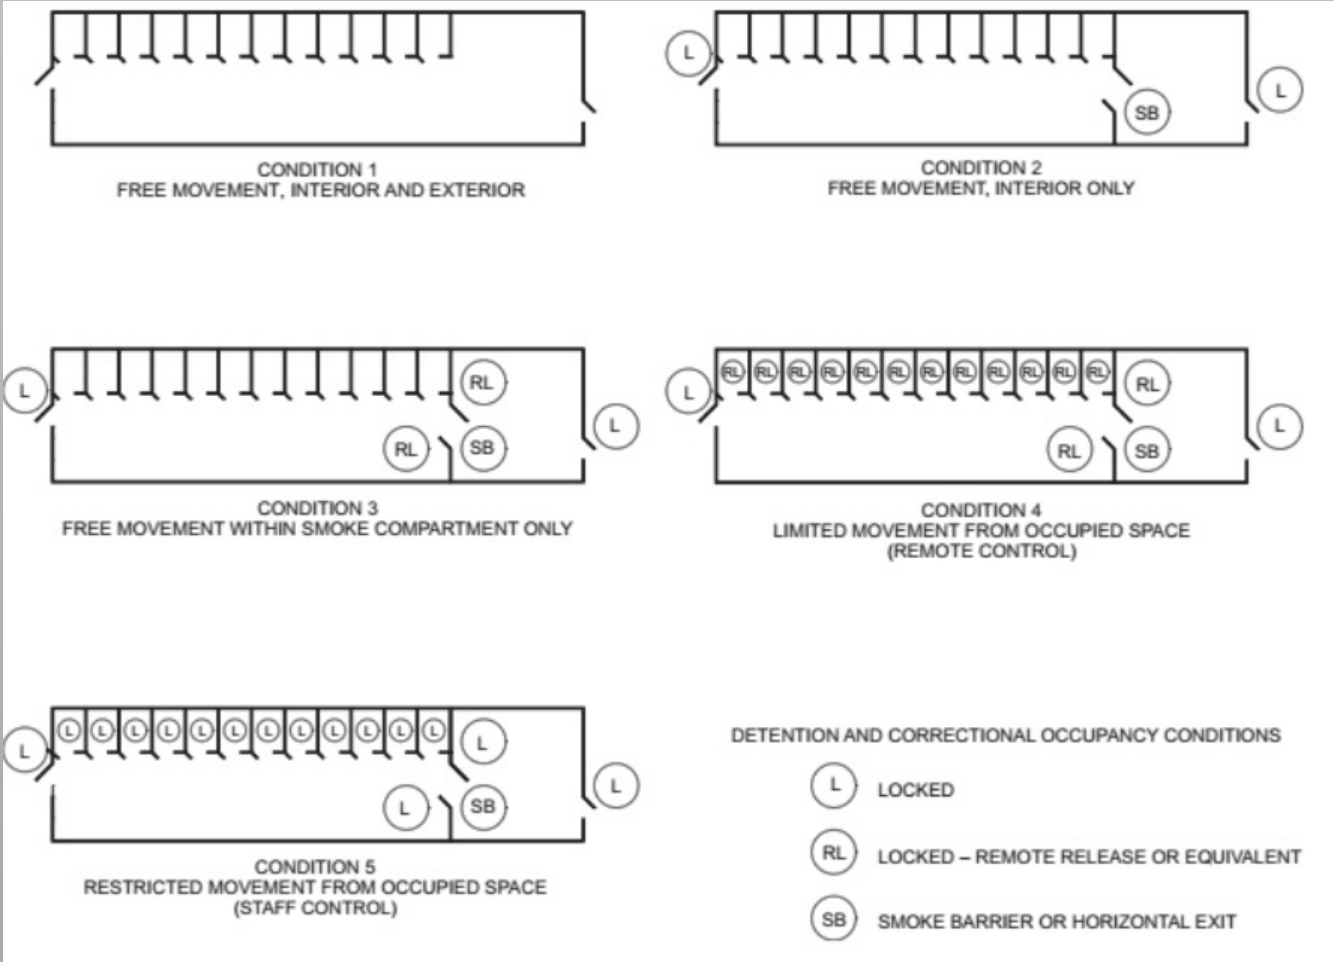 L
SB
L
CONDITION 1
FREE MOVEMENT, INTERIOR AND EXTERIOR
CONDITION 2
FREE MOVEMENT, INTERIOR ONLY
L
RL
L
RL
SB
CONDITION 3
FREE MOVEMENT WITHIN SMOKE COMPARTMENT ONLY
L
RL RL RL RL RL RL RL RL RL RL RL RL
RL
L
RL
SB
CONDITION 4
LIMITED MOVEMENT FROM OCCUPIED SPACE
(REMOTE CONTROL)
L
L L L L L L L L L L L L
L
L
L
SB
CONDITION 5
RESTRICTED MOVEMENT FROM OCCUPIED SPACE
(STAFF CONTROL)
DETENTION AND CORRECTIONAL OCCUPANCY CONDITIONS
L LOCKED
RL LOCKED – REMOTE RELEASE OR EQUIVALENT
SB SMOKE BARRIER OR HORIZONTAL EXIT